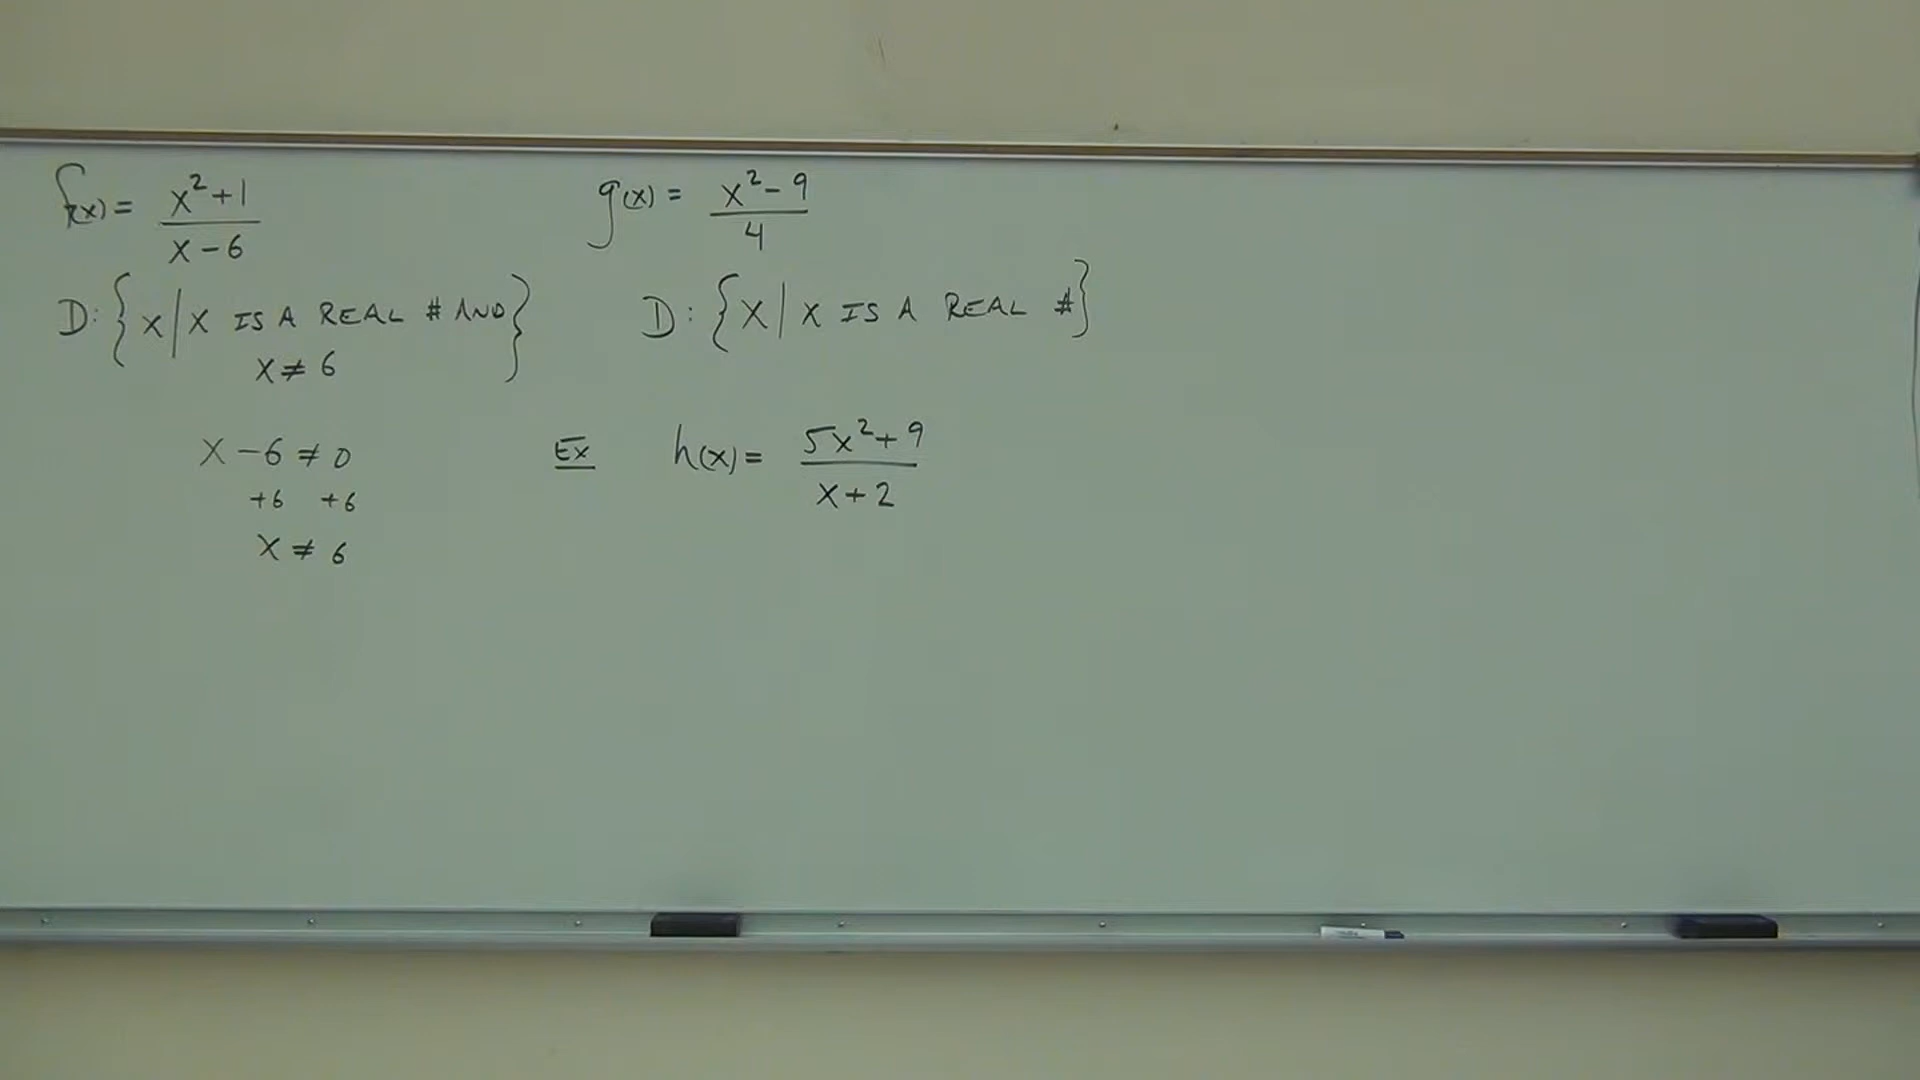 f(x) = x²+1 / x-6
D: {x|x IS A REAL # AND
x ≠ 6}
x - 6 ≠ 0
+6 +6
x ≠ 6
g(x) = x²-9 / 4
D: {x|x IS A REAL #}
Ex h(x) = 5x²+9 / x+2